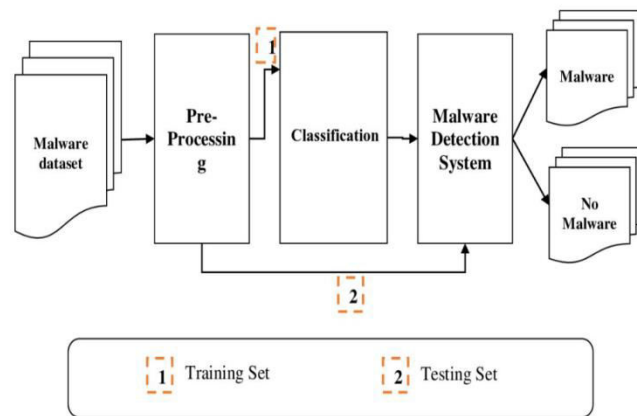 Malware
dataset
Pre-
Processin
g
1
Classification
Malware
Detection
System
Malware
No
Malware
2
1 Training Set
2 Testing Set